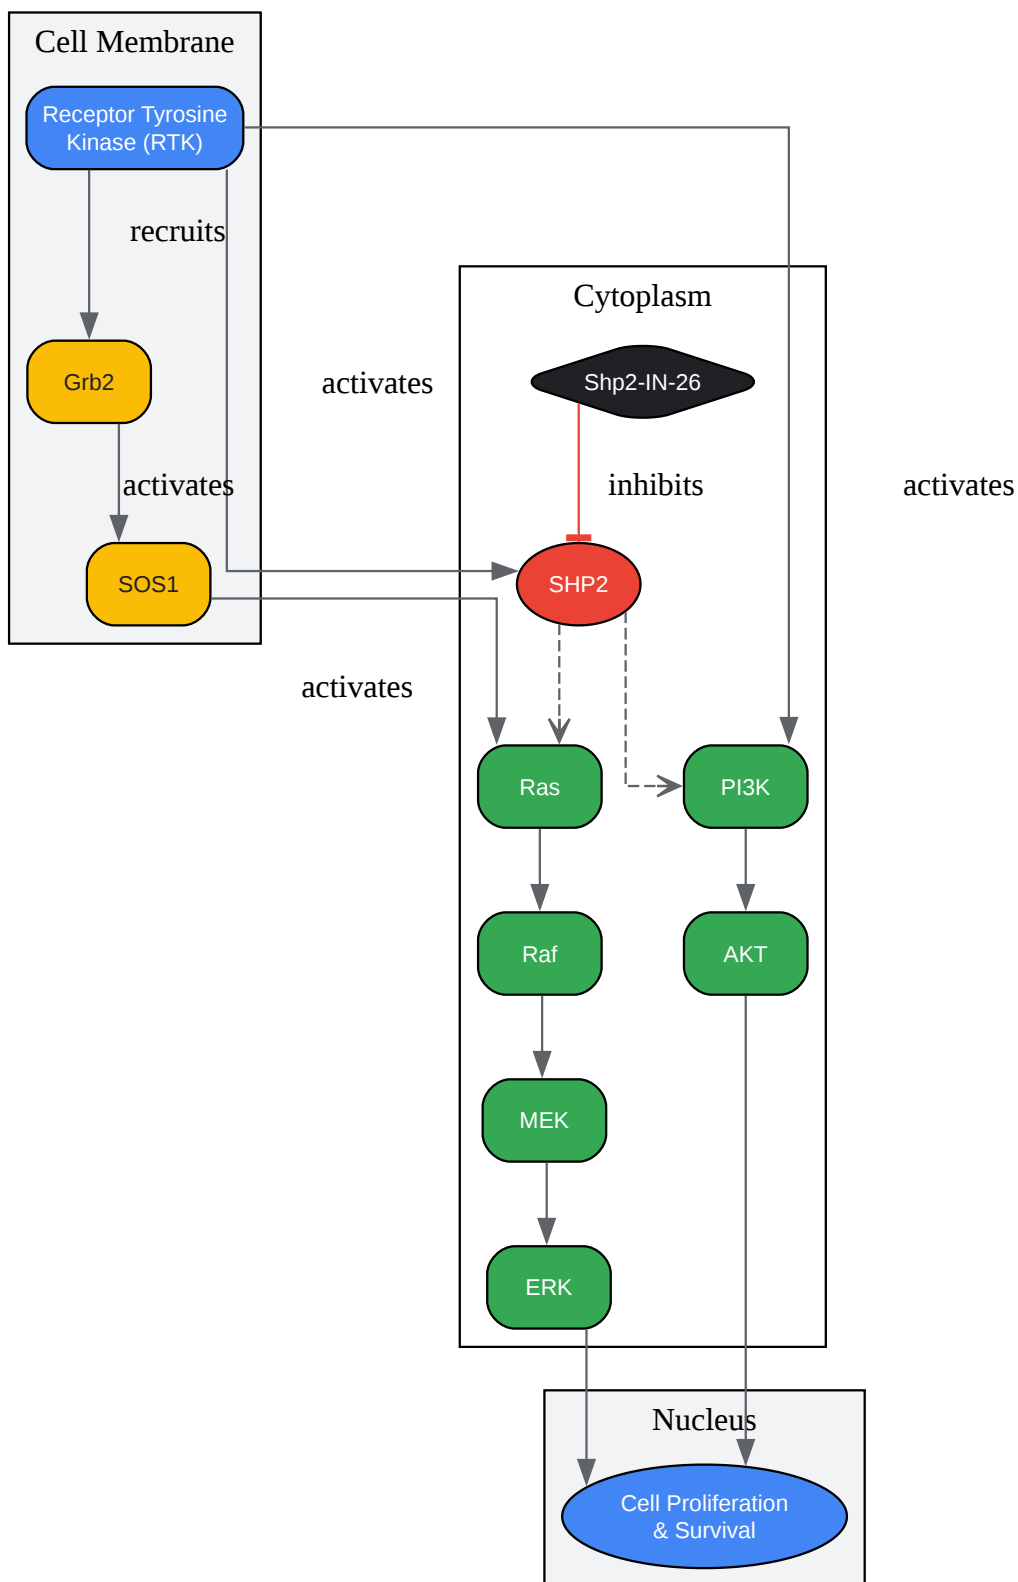 Cell Membrane
Receptor Tyrosine
Kinase (RTK)
recruits
Cytoplasm
Grb2
activates
Shp2-IN-26
activates
inhibits
activates
SOS1
SHP2
activates
Ras
PI3K
Raf
AKT
MEK
ERK
Nucleus
Cell Proliferation
& Survival